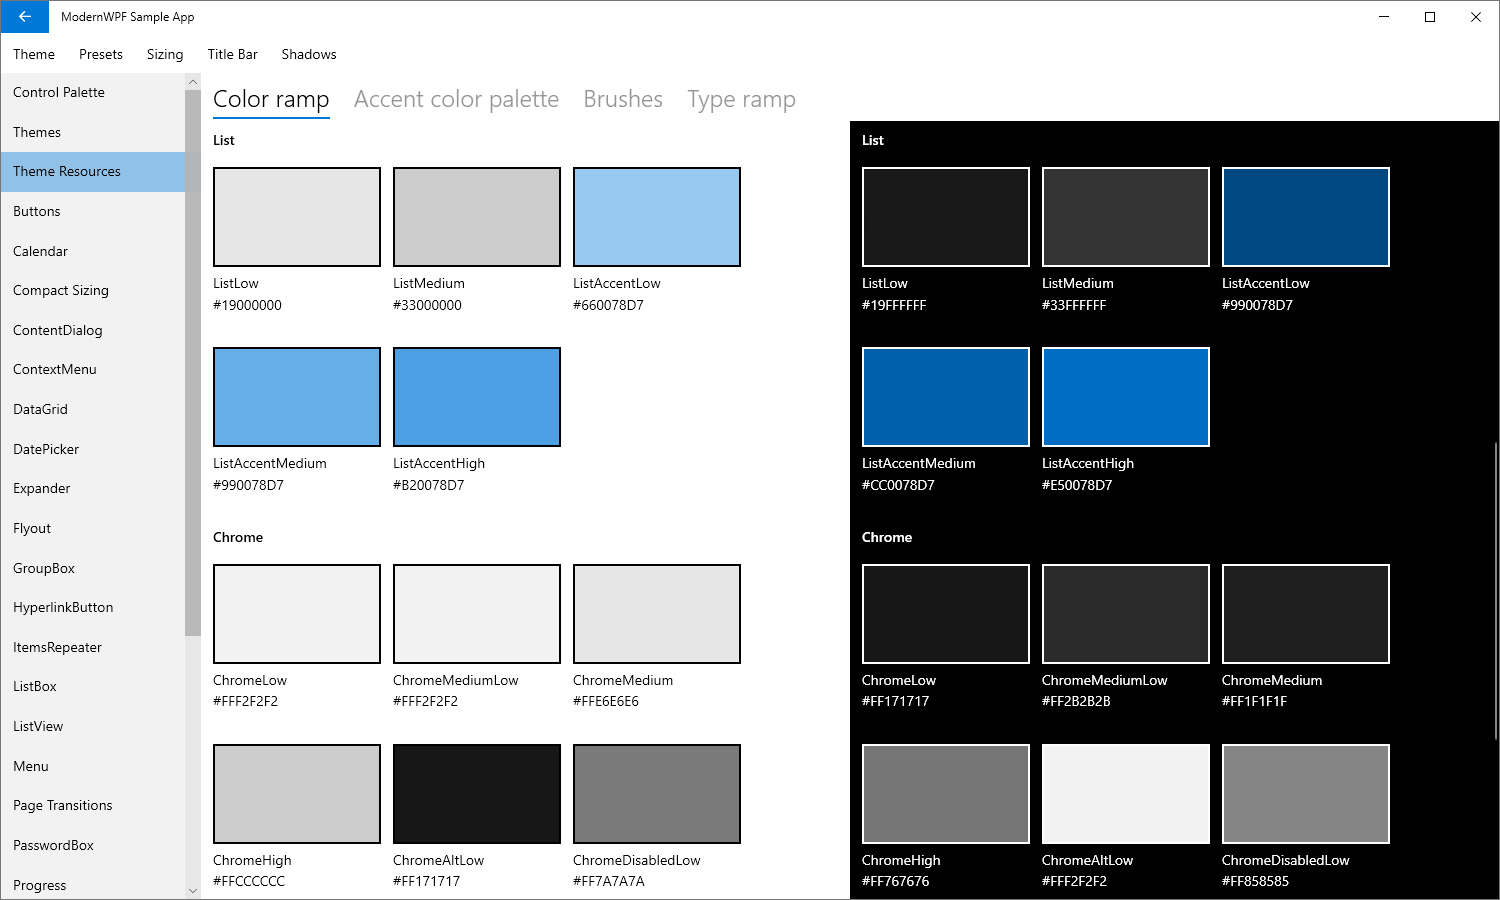 ModernWPF Sample App
Theme Presets Sizing Title Bar Shadows
Control Palette
Themes
Theme Resources
Buttons
Calendar
Compact Sizing
ContentDialog
ContextMenu
DataGrid
DatePicker
Expander
Flyout
GroupBox
HyperlinkButton
ItemsRepeater
ListBox
ListView
Menu
Page Transitions
PasswordBox
Progress
Color ramp Accent color palette Brushes Type ramp
List
ListLow ListMedium ListAccentLow
#19000000 #33000000 #660078D7
ListAccentMedium ListAccentHigh
#990078D7 #B20078D7
Chrome
ChromeLow ChromeMediumLow ChromeMedium
#FFF2F2F2 #FFF2F2F2 #FFE6E6E6
ChromeHigh ChromeAltLow ChromeDisabledLow
#FFCCCCCC #FF171717 #FF7A7A7A
List
ListLow ListMedium ListAccentLow
#19FFFFFF #33FFFFFF #990078D7
ListAccentMedium ListAccentHigh
#CC0078D7 #E50078D7
Chrome
ChromeLow ChromeMediumLow ChromeMedium
#FF171717 #FF2B2B2B #FF1F1F1F
ChromeHigh ChromeAltLow ChromeDisabledLow
#FF767676 #FFF2F2F2 #FF858585